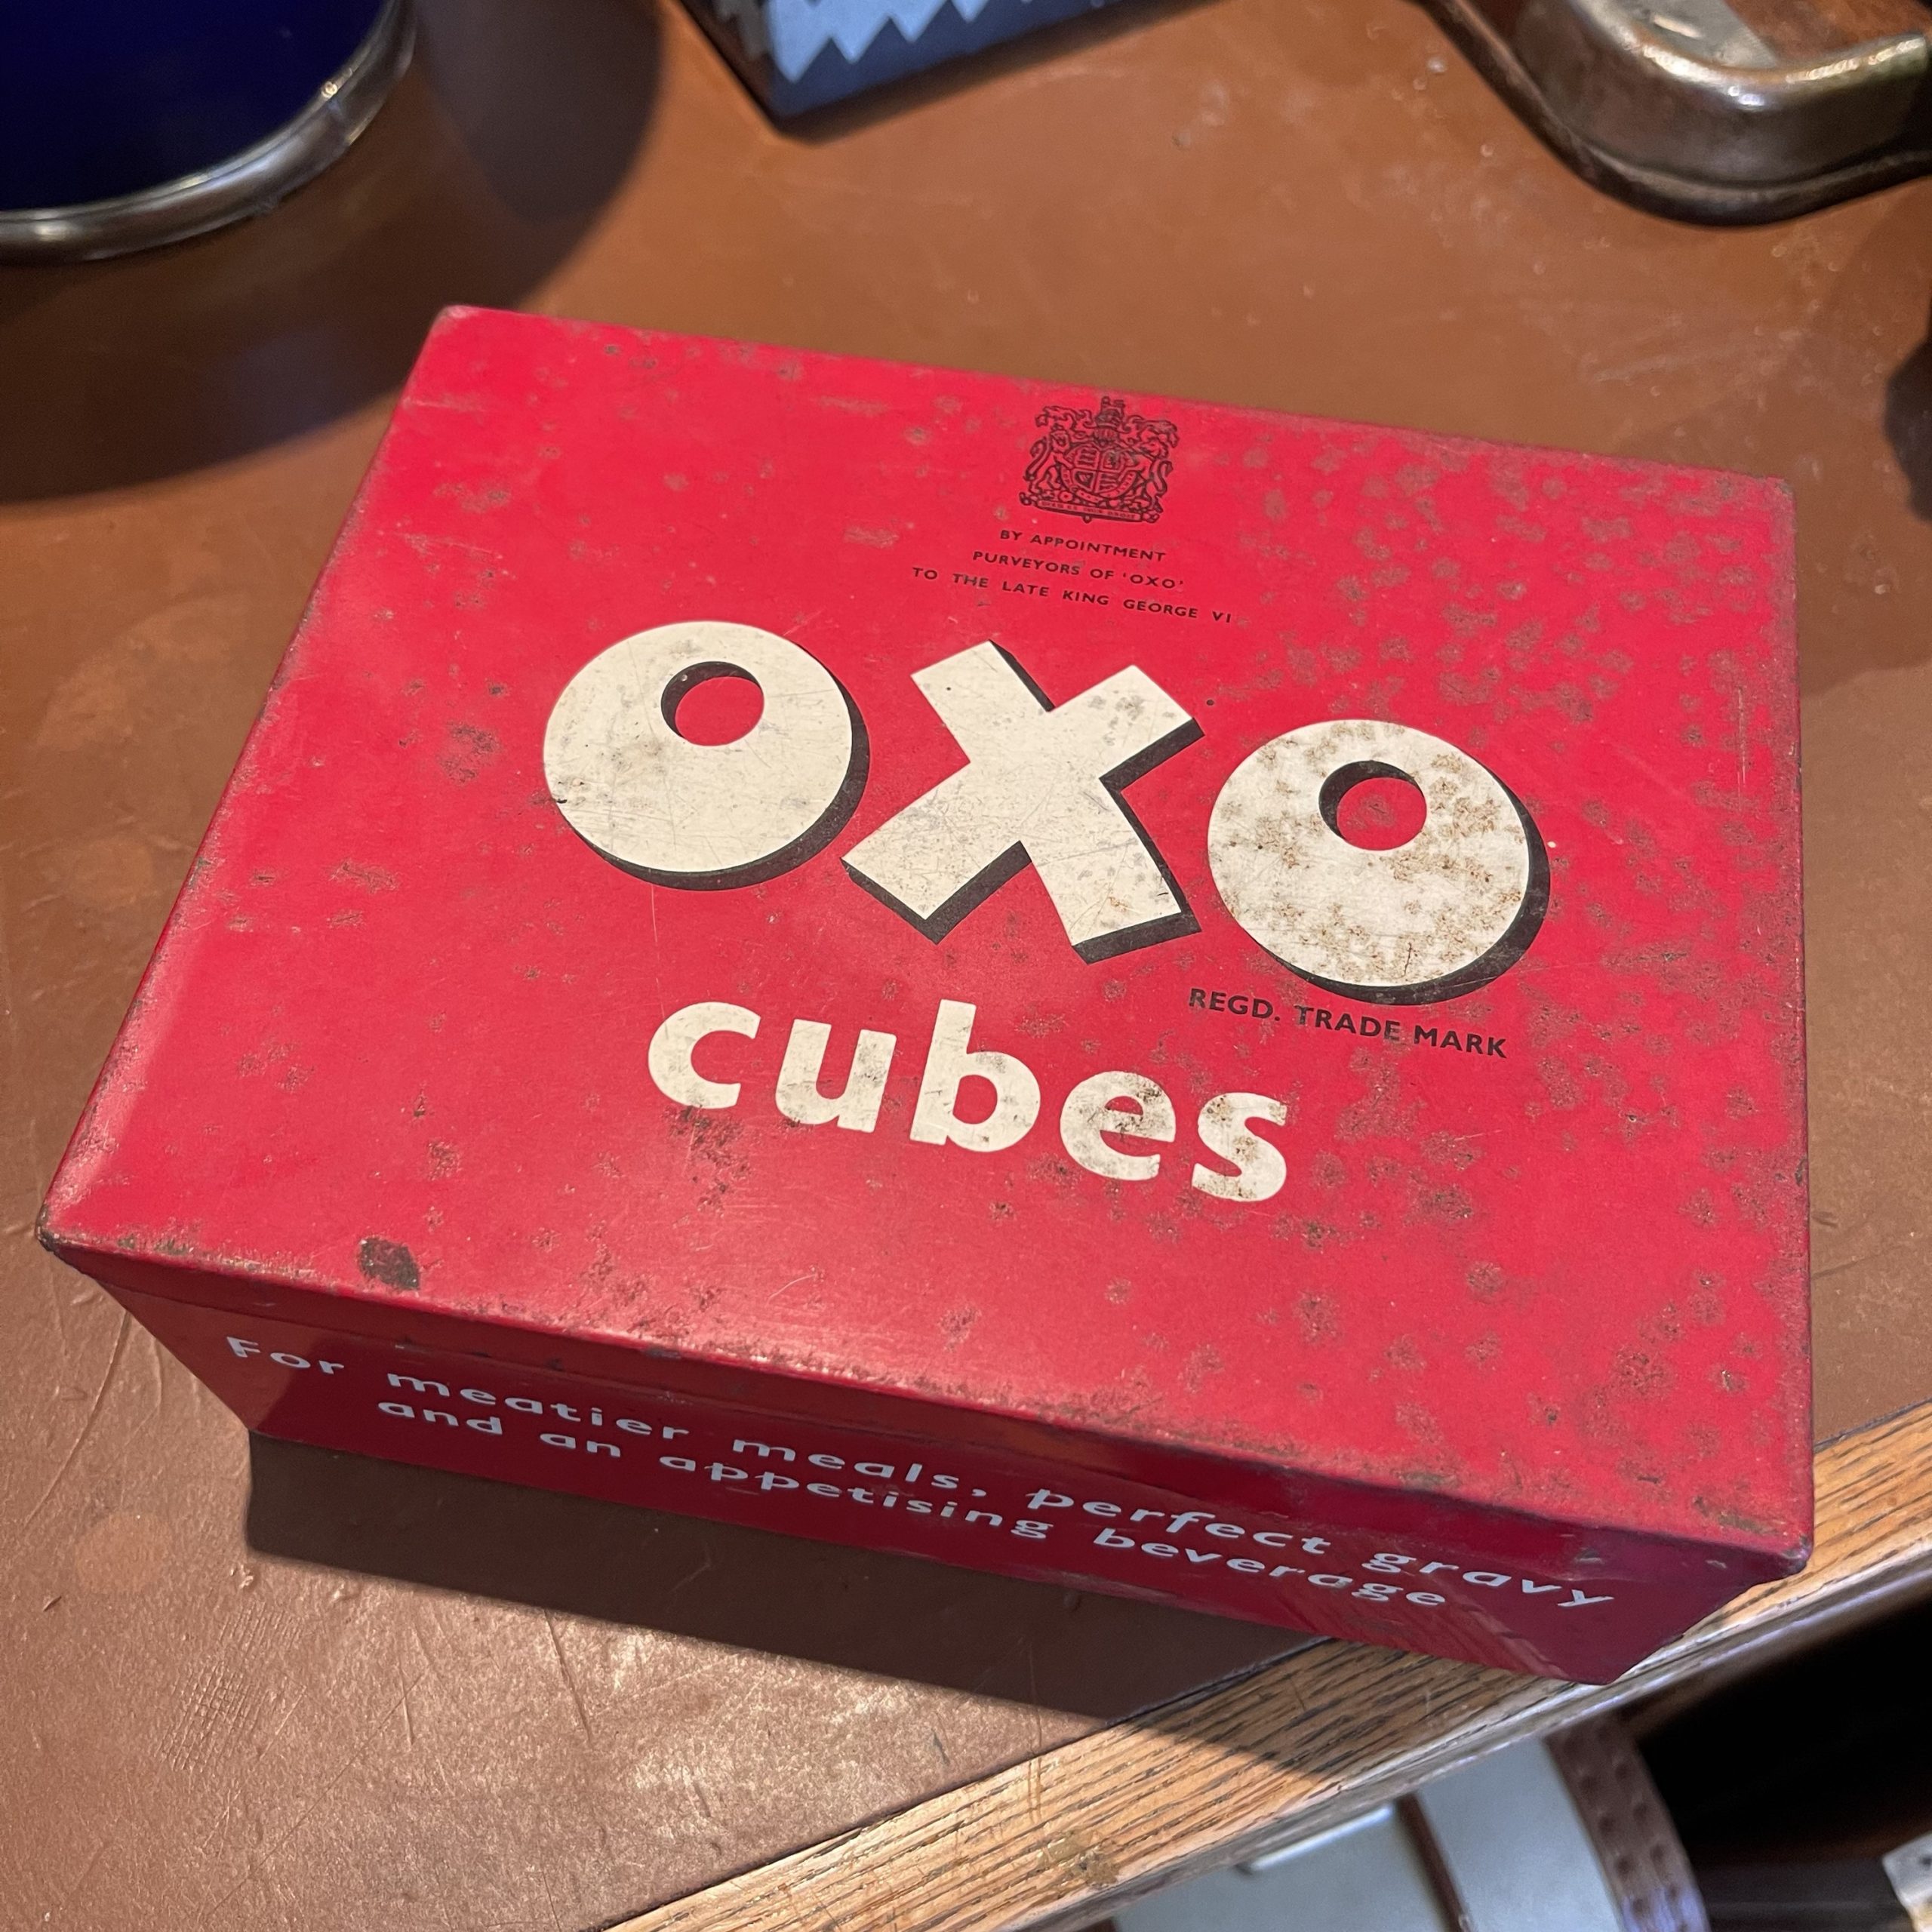 BY APPOINTMENT
PURVEYORS OF 'OXO'
TO THE LATE KING GEORGE VI
OXO
REGD. TRADE MARK
cubes
For meatier meals, perfect gravy
and an appetising beverage